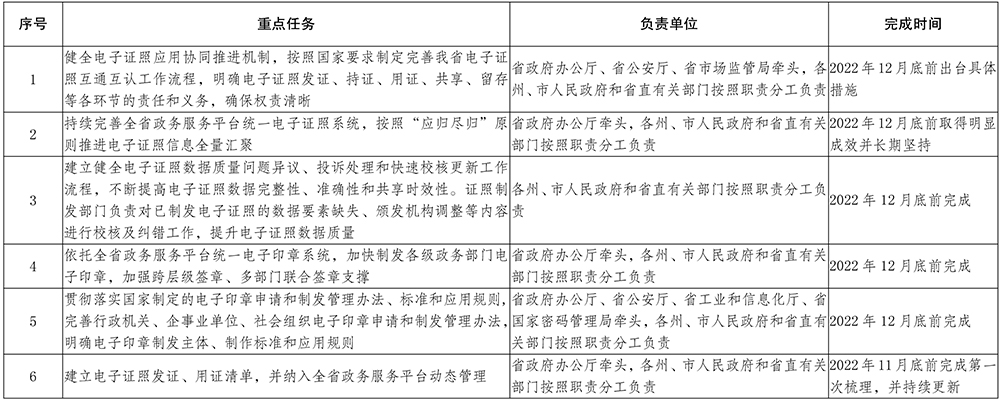 序号 重点任务 负责单位 完成时间
1
健全电子证照应用协同推进机制，按照国家要求制定完善我省电子证
照互通互认工作流程，明确电子证照发证、持证、用证、共享、留存
等各环节的责任和义务，确保权责清晰
省政府办公厅、省公安厅、省市场监管局牵头，各
州、市人民政府和省直有关部门按照职责分工负责
2022年12月底前出台具体
措施
2
持续完善全省政务服务平台统一电子证照系统，按照“应归尽归”原
则推进电子证照信息全量汇聚
省政府办公厅牵头，各州、市人民政府和省直有关
部门按照职责分工负责
2022年12月底前取得明显
成效并长期坚持
3
建立健全电子证照数据质量问题异议、投诉处理和快速校核更新工作
流程，不断提高电子证照数据完整性、准确性和共享时效性。证照制
发部门负责对已制发电子证照的数据要素缺失、颁发机构调整等内容
进行校核及纠错工作，提升电子证照数据质量
各州、市人民政府和省直有关部门按照职责分工负
责
2022年12月底前完成
4
依托全省政务服务平台统一电子印章系统，加快制发各级政务部门电
子印章，加强跨层级签章、多部门联合签章支撑
省政府办公厅牵头，各州、市人民政府和省直有关
部门按照职责分工负责
2022年12月底前完成
5
贯彻落实国家制定的电子印章申请和制发管理办法、标准和应用规则，
完善行政机关、企事业单位、社会组织电子印章申请和制发管理办法，
明确电子印章制发主体、制作标准和应用规则
省政府办公厅、省公安厅、省工业和信息化厅、省
国家密码管理局牵头，各州、市人民政府和省直有
关部门按照职责分工负责
2022年12月底前完成
6
建立电子证照发证、用证清单，并纳入全省政务服务平台动态管理
省政府办公厅牵头，各州、市人民政府和省直有关
部门按照职责分工负责
2022年11月底前完成第一
次梳理，并持续更新